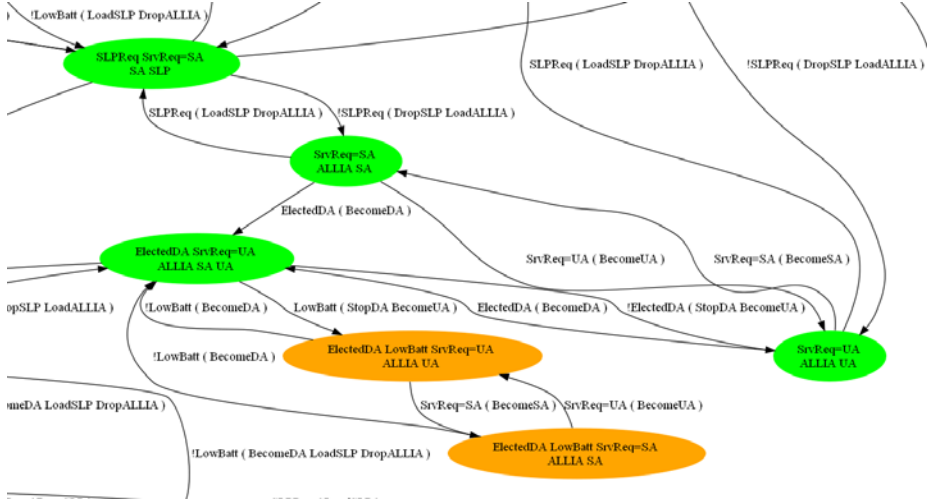 !LowBatt ( LoadSLP DropALLIA )
SLPReq SrvReq=SA
SA SLP
SLPReq ( LoadSLP DropALLIA )
!SLPReq ( DropSLP LoadALLIA )
SLPReq ( LoadSLP DropALLIA )
!SLPReq ( DropSLP LoadALLIA )
SrvReq=SA
ALLIA SA
ElectedDA ( BecomeDA )
ElectedDA SrvReq=UA
ALLIA SA UA
SrvReq=UA ( BecomeUA )
SrvReq=SA ( BecomeSA )
opSLP LoadALLIA )
!LowBatt ( BecomeDA )
LowBatt ( StopDA BecomeUA )
ElectedDA ( BecomeDA )
!ElectedDA ( StopDA BecomeUA )
!LowBatt ( BecomeDA )
ElectedDA LowBatt SrvReq=UA
ALLIA UA
SrvReq=UA
ALLIA UA
omeDA LoadSLP DropALLIA )
SrvReq=SA ( BecomeSA )
SrvReq=UA ( BecomeUA )
!LowBatt ( BecomeDA LoadSLP DropALLIA )
ElectedDA LowBatt SrvReq=SA
ALLIA SA